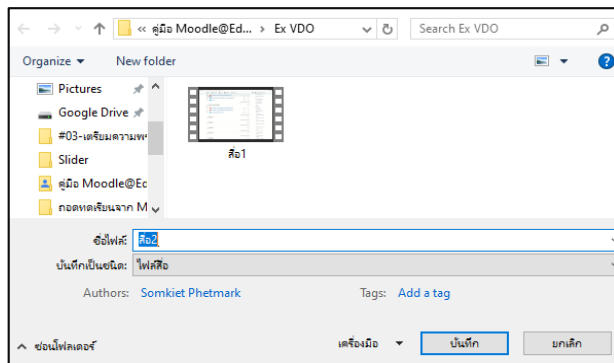 « คู่มือ Moodle@Ed... > Ex VDO
Search Ex VDO
Organize
New folder
Pictures
Google Drive
#03-เตรียมความพ
Slider
คู่มือ Moodle@Ec
ถอดทดเรียนจาก M
สื่อ1
ชื่อไฟล์: สื่อ2
บันทึกเป็นชนิด: ไฟล์สื่อ
Authors: Somkiet Phetmark
Tags: Add a tag
ซ่อนโฟลเดอร์
เครื่องมือ
บันทึก
ยกเลิก